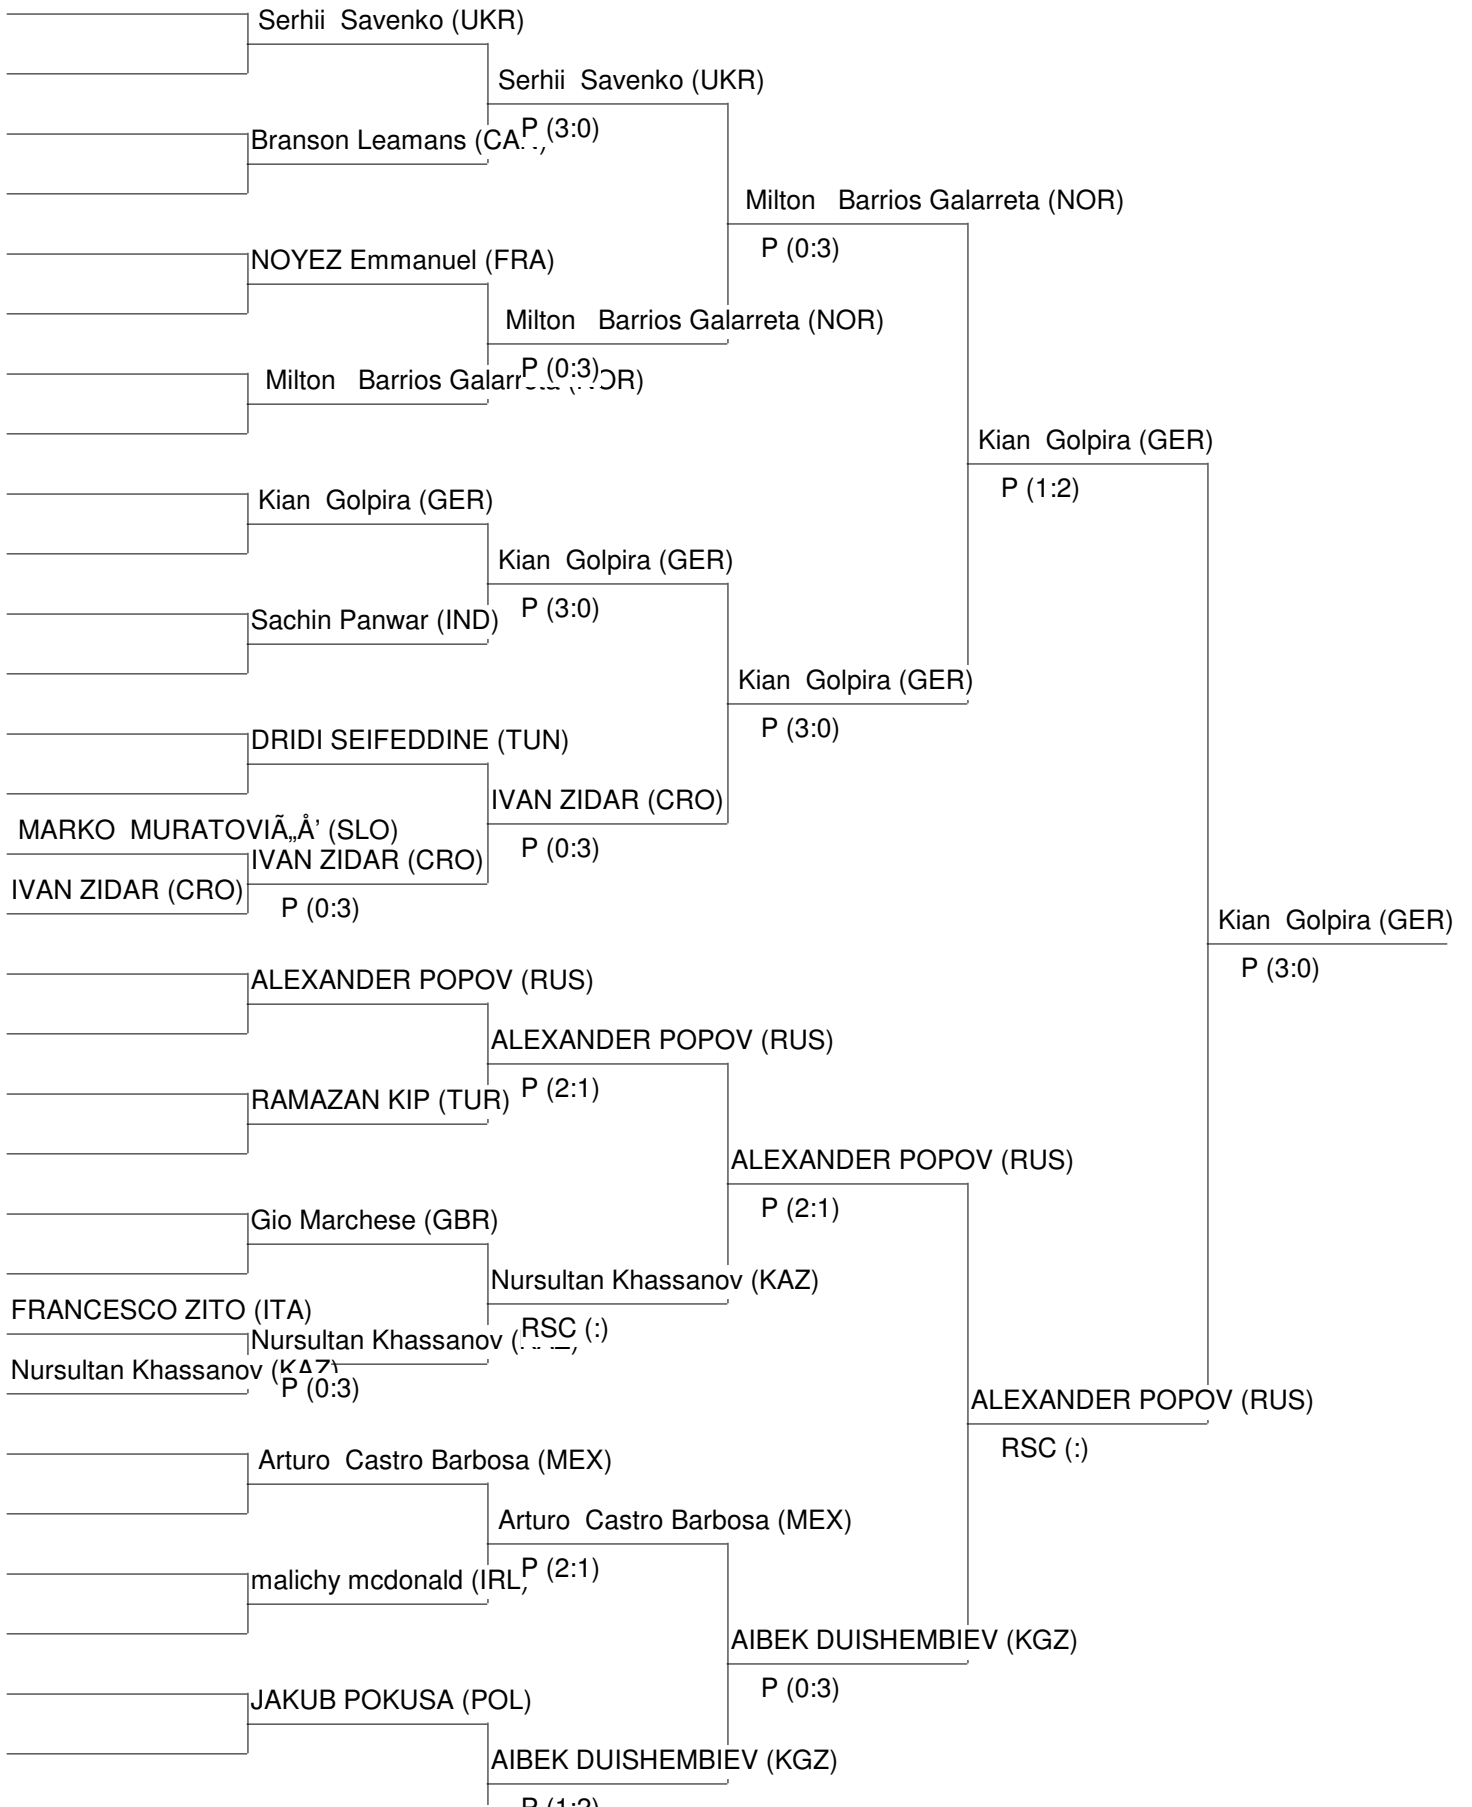 Serhii  Savenko (UKR)
Serhii  Savenko (UKR)
P (3:0)
Branson Leamans
Milton   Barrios Galarreta (NOR)
P (0:3)
NOYEZ Emmanuel (FRA)
Milton   Barrios Galarreta (NOR)
P (0:3)
Milton   Barrios Galarreta (NOR)
Kian  Golpira (GER)
P (1:2)
Kian  Golpira (GER)
Kian  Golpira (GER)
P (3:0)
Sachin Panwar (IND)
Kian  Golpira (GER)
P (3:0)
DRIDI SEIFEDDINE (TUN)
IVAN ZIDAR (CRO)
P (0:3)
MARKO  MURATOVIÃ„Å’ (SLO)
IVAN ZIDAR (CRO)
IVAN ZIDAR (CRO)
P (0:3)
Kian  Golpira (GER)
P (3:0)
ALEXANDER POPOV (RUS)
ALEXANDER POPOV (RUS)
P (2:1)
RAMAZAN KIP (TUR)
ALEXANDER POPOV (RUS)
P (2:1)
Gio Marchese (GBR)
Nursultan Khassanov (KAZ)
RSC (:)
FRANCESCO ZITO (ITA)
Nursultan Khassanov
Nursultan Khassanov (KAZ)
P (0:3)
ALEXANDER POPOV (RUS)
RSC (:)
Arturo  Castro Barbosa (MEX)
Arturo  Castro Barbosa (MEX)
P (2:1)
malichy mcdonald (IRL)
AIBEK DUISHEMBIEV (KGZ)
P (0:3)
JAKUB POKUSA (POL)
AIBEK DUISHEMBIEV (KGZ)